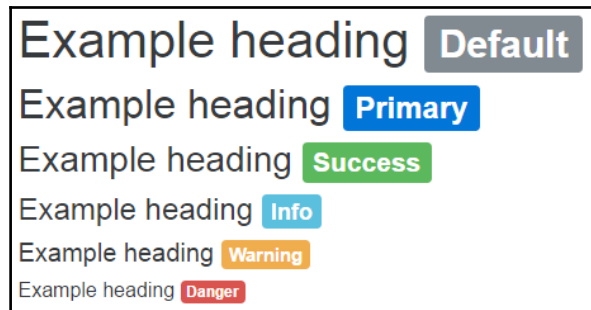 Example heading Default
Example heading Primary
Example heading Success
Example heading Info
Example heading Warning
Example heading Danger